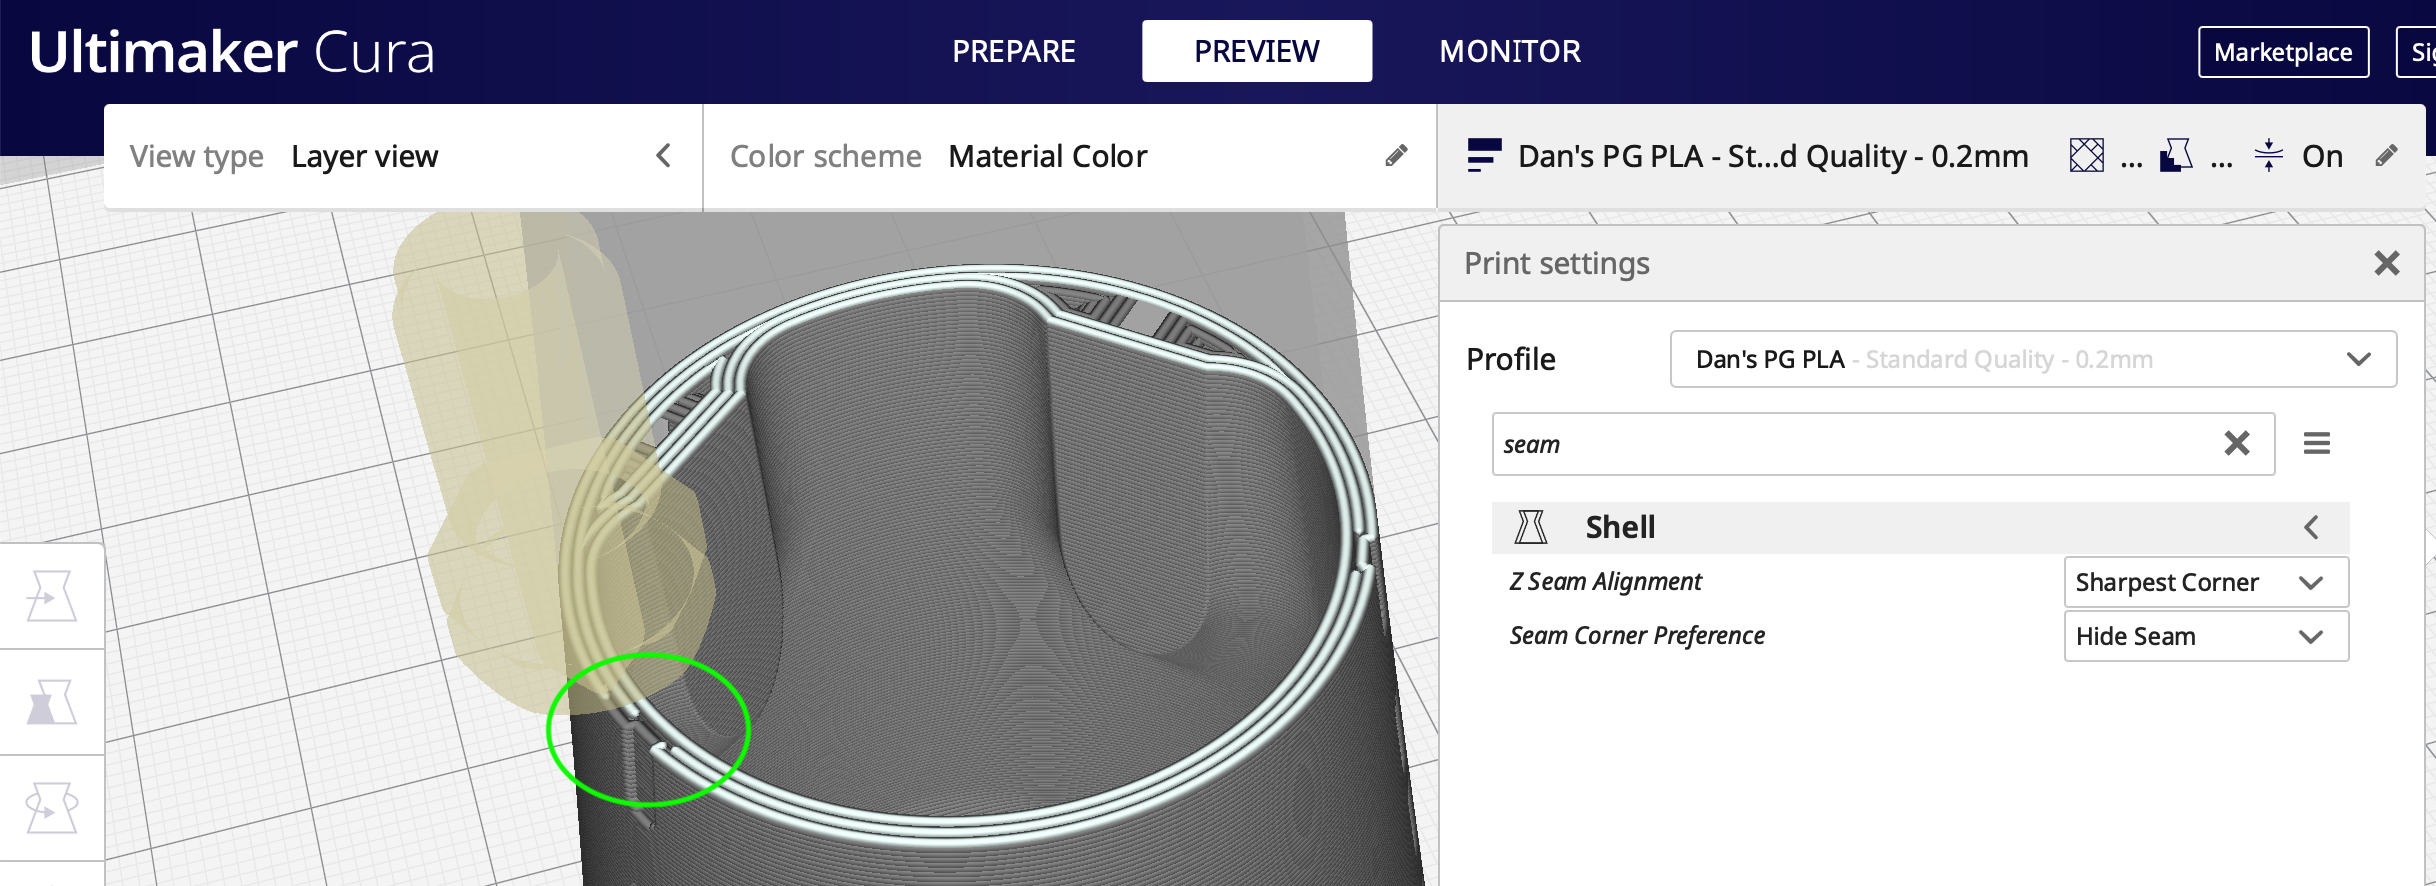 Ultimaker Cura
PREPARE
PREVIEW
MONITOR
Marketplace
View type Layer view
Color scheme Material Color
Dan's PG PLA - St...d Quality - 0.2mm
...
...
On
Print settings
Profile
Dan's PG PLA - Standard Quality - 0.2mm
seam
Shell
Z Seam Alignment
Sharpest Corner
Seam Corner Preference
Hide Seam